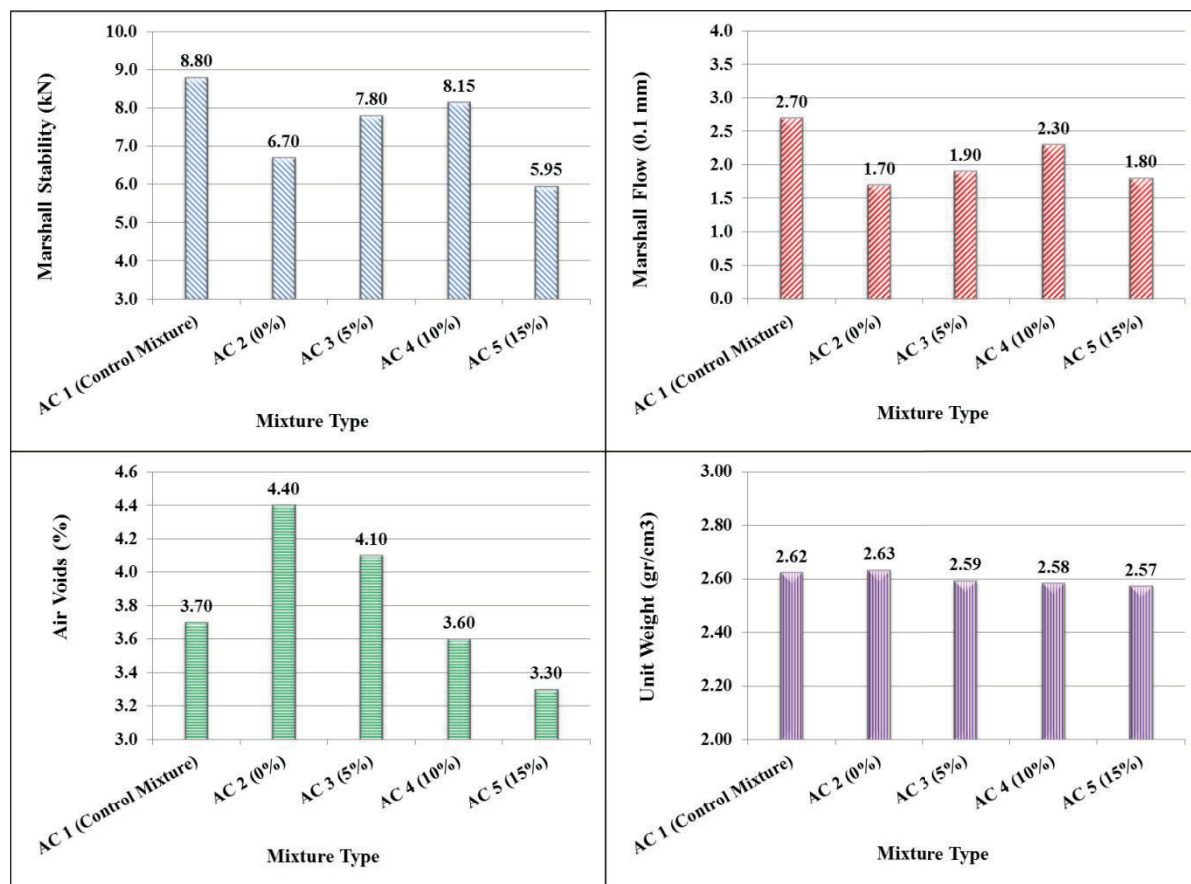 Marshall Stability (kN)
10.0
9.0
8.0
7.0
6.0
5.0
4.0
3.0
8.80
6.70
7.80
8.15
5.95
AC 1 (Control Mixture)
AC 2 (0%)
AC 3 (5%)
AC 4 (10%)
AC 5 (15%)
Mixture Type
Marshall Flow (0.1 mm)
4.0
3.5
3.0
2.5
2.0
1.5
1.0
0.5
0.0
2.70
1.70
1.90
2.30
1.80
AC 1 (Control Mixture)
AC 2 (0%)
AC 3 (5%)
AC 4 (10%)
AC 5 (15%)
Mixture Type
Air Voids (%)
4.6
4.4
4.2
4.0
3.8
3.6
3.4
3.2
3.0
3.70
4.40
4.10
3.60
3.30
AC 1 (Control Mixture)
AC 2 (0%)
AC 3 (5%)
AC 4 (10%)
AC 5 (15%)
Mixture Type
Unit Weight (gr/cm3)
3.00
2.80
2.60
2.40
2.20
2.00
2.62
2.63
2.59
2.58
2.57
AC 1 (Control Mixture)
AC 2 (0%)
AC 3 (5%)
AC 4 (10%)
AC 5 (15%)
Mixture Type